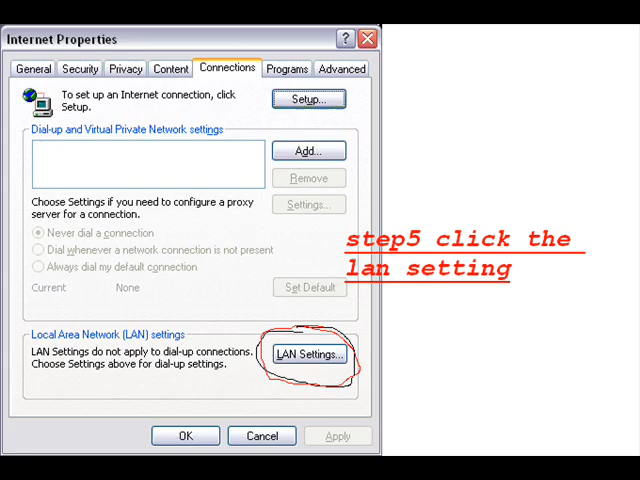 Internet Properties
?
General Security Privacy Content Connections Programs Advanced
To set up an Internet connection, click
Setup.
Setup...
Dial-up and Virtual Private Network settings
Add...
Remove
Choose Settings if you need to configure a proxy
server for a connection.
Settings...
Never dial a connection
Dial whenever a network connection is not present
Always dial my default connection
Current None
Set Default
step5 click the
lan setting
Local Area Network (LAN) settings
LAN Settings do not apply to dial-up connections.
Choose Settings above for dial-up settings.
LAN Settings...
OK Cancel Apply